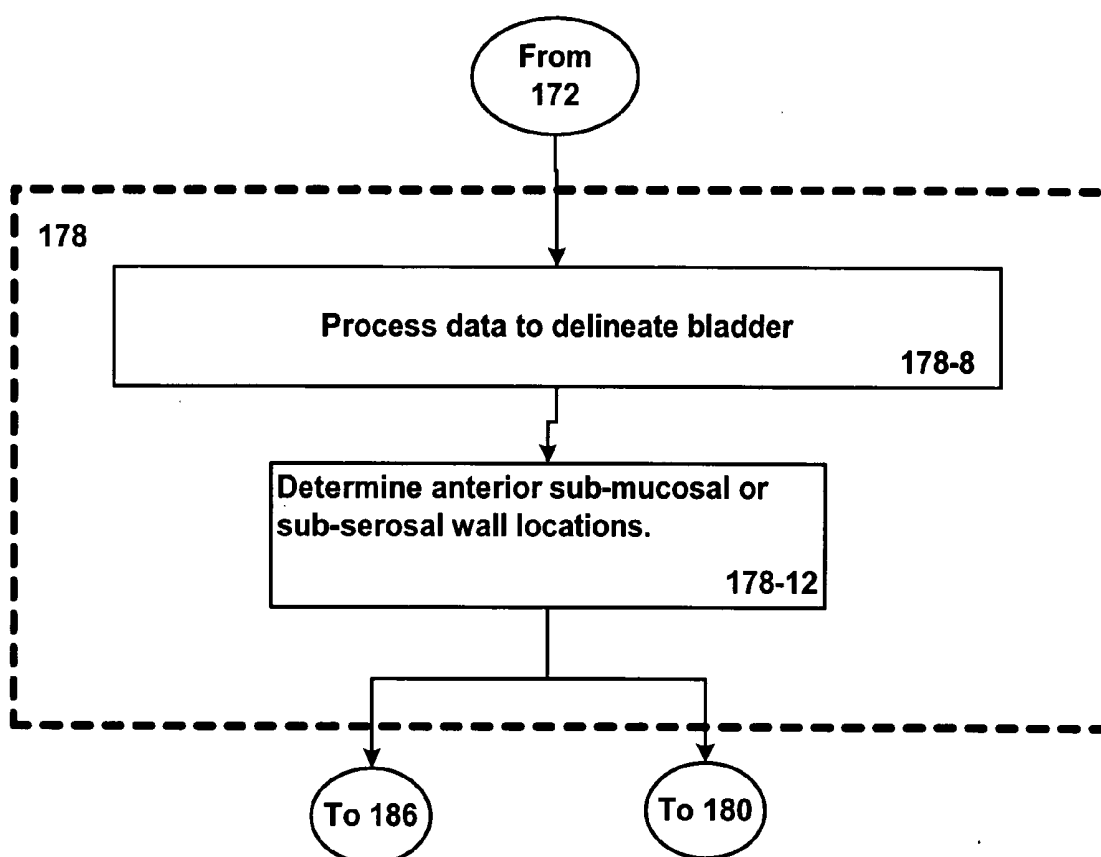 From
172
178
Process data to delineate bladder
178-8
Determine anterior sub-mucosal or
sub-serosal wall locations.
178-12
To 186
To 180